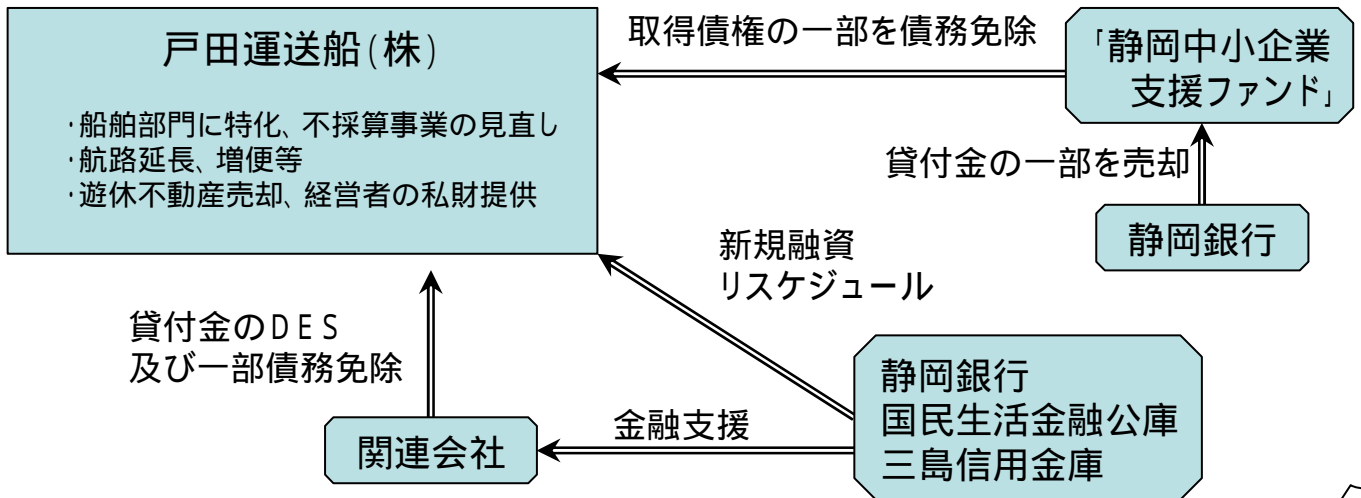 戸田運送船(株)
・船舶部門に特化、不採算事業の見直し
・航路延長、増便等
・遊休不動産売却、経営者の私財提供
取得債権の一部を債務免除
「静岡中小企業
支援ファンド」
貸付金の一部を売却
静岡銀行
新規融資
リスケジュール
貸付金のDES
及び一部債務免除
関連会社
金融支援
静岡銀行
国民生活金融公庫
三島信用金庫